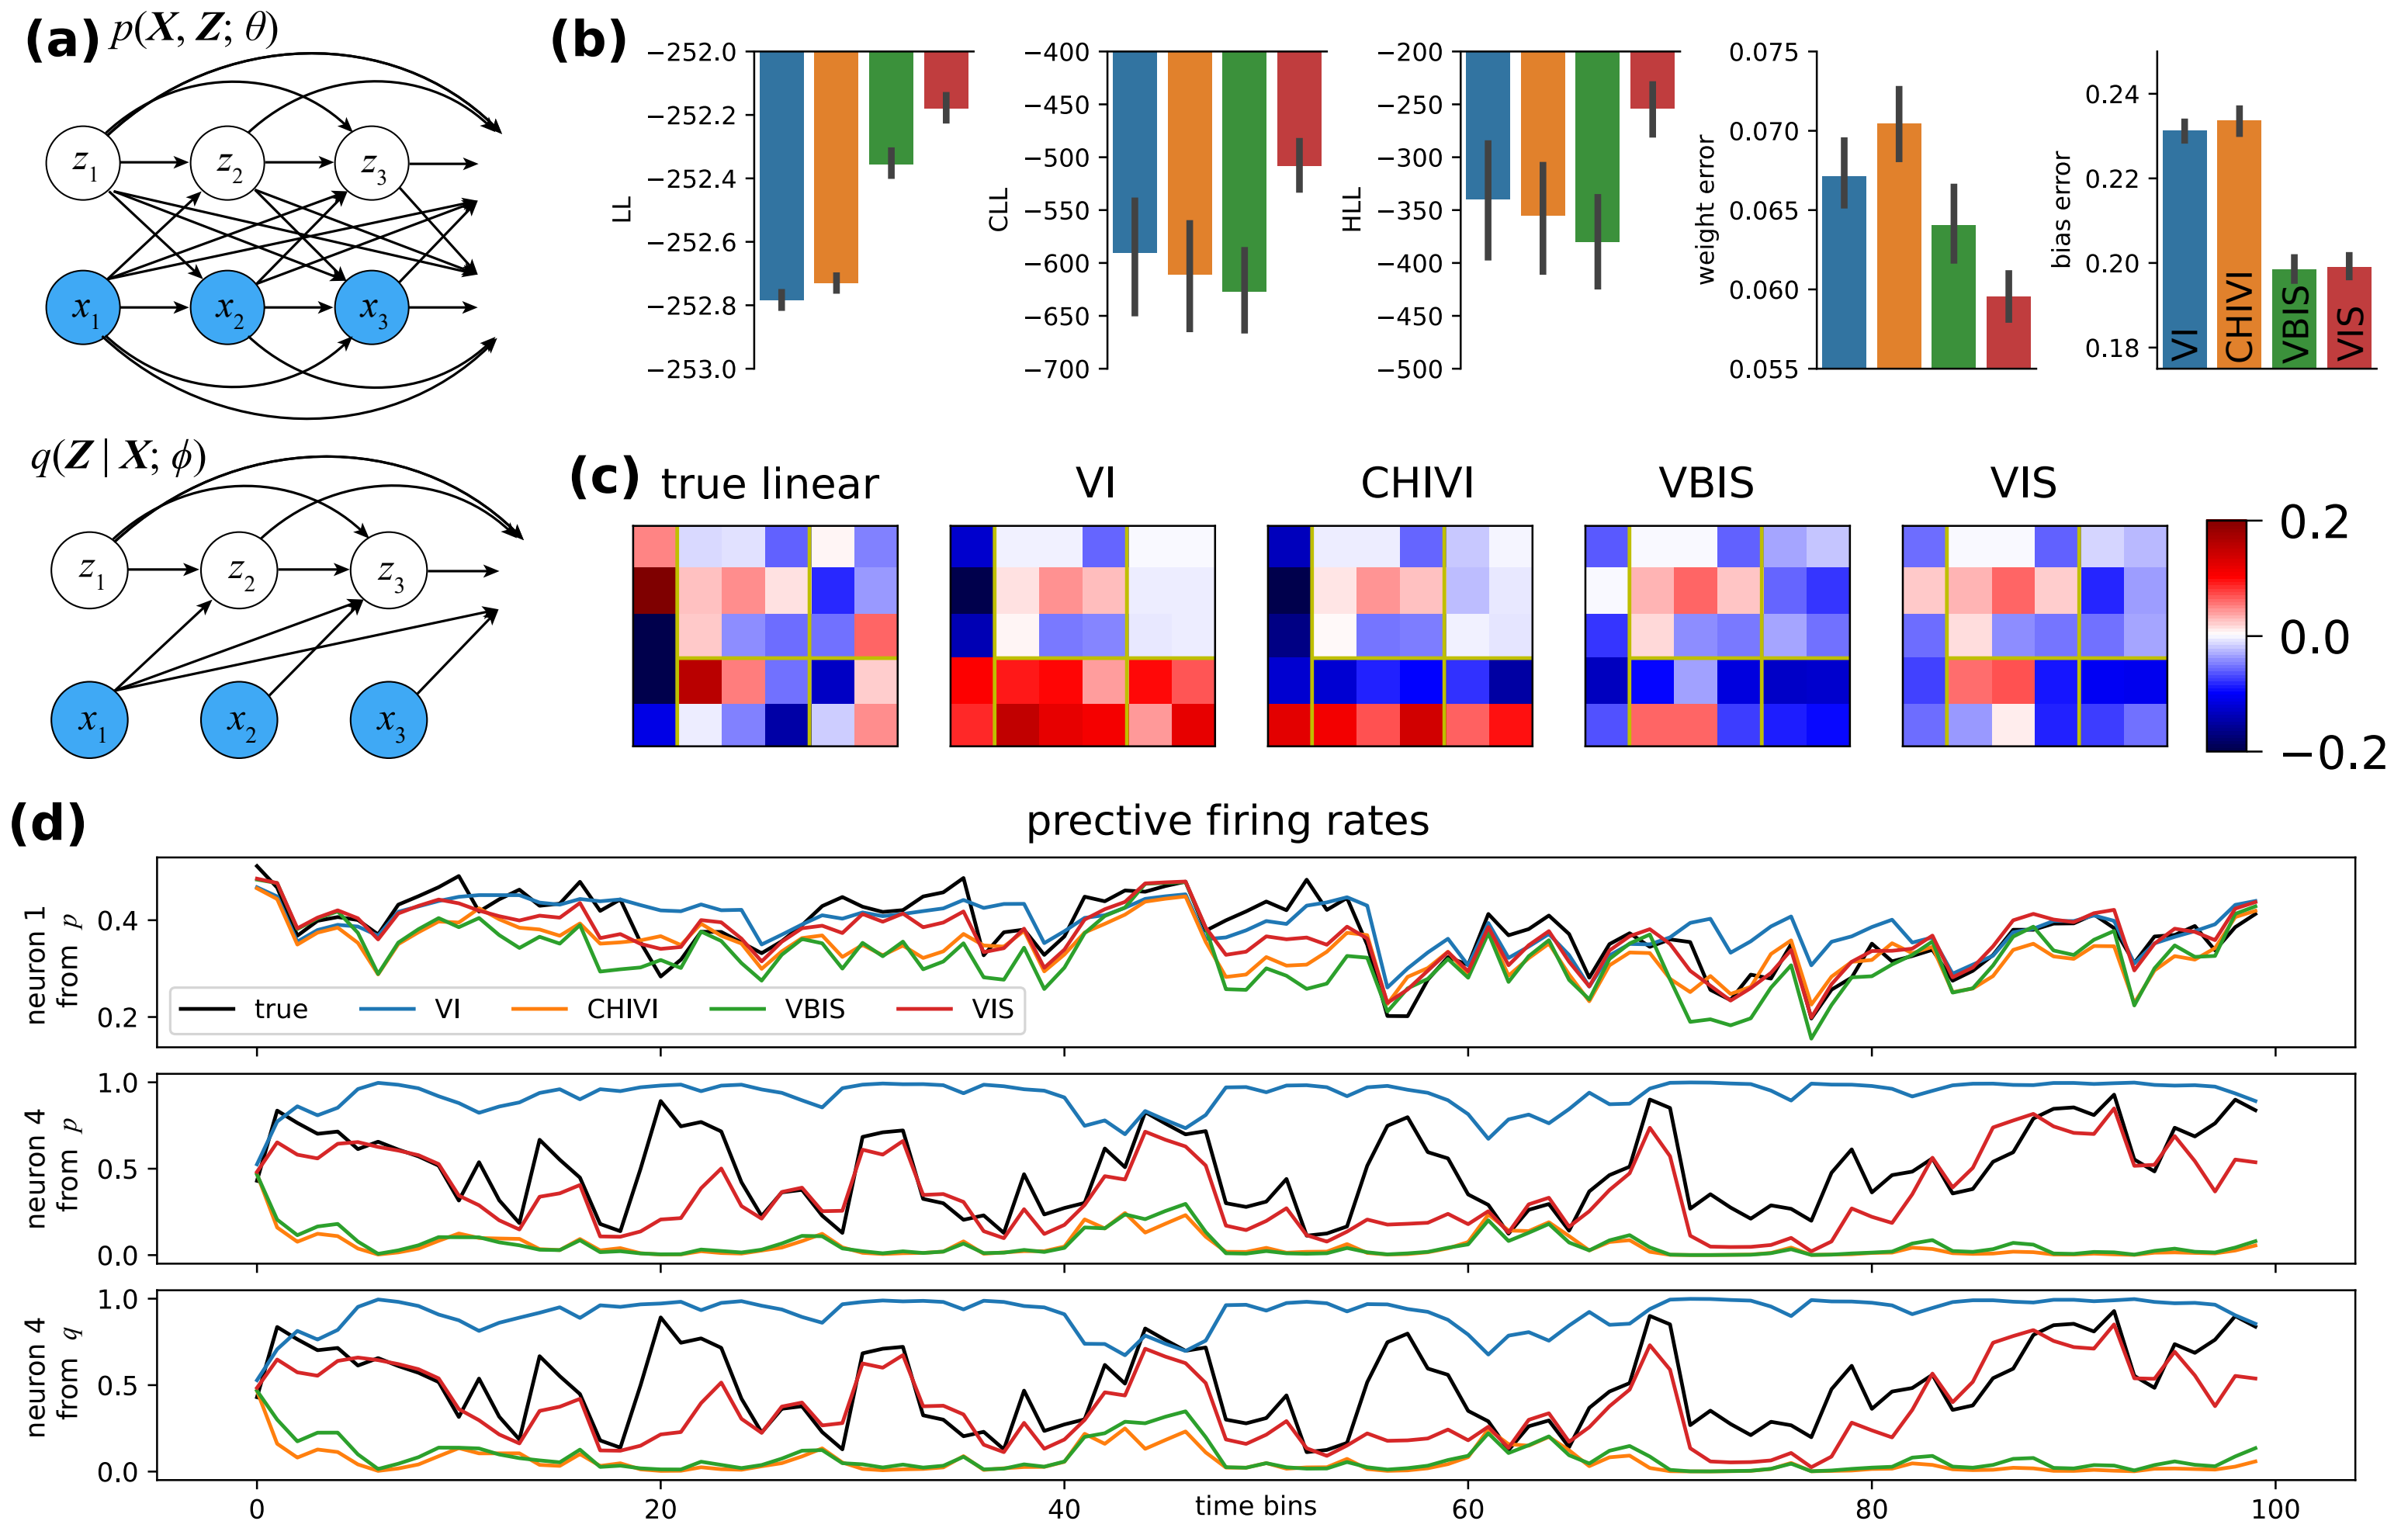 (a) p(X, Z; θ)
z1 z2 z3
x1 x2 x3
q(Z | X; ϕ)
z1 z2 z3
x1 x2 x3
(b)
LL
−252.0
−252.2
−252.4
−252.6
−252.8
−253.0
CLL
−400
−450
−500
−550
−600
−650
−700
HLL
−200
−250
−300
−350
−400
−450
−500
weight error
0.075
0.070
0.065
0.060
0.055
bias error
0.24
0.22
0.20
0.18
VI
CHIVI
VBIS
VIS
(c) true linear VI CHIVI VBIS VIS
0.2
0.0
−0.2
(d) prective firing rates
neuron 1
from p
0.4
0.2
true VI CHIVI VBIS VIS
neuron 4
from p
1.0
0.5
0.0
neuron 4
from q
1.0
0.5
0.0
0 20 40 60 80 100
time bins